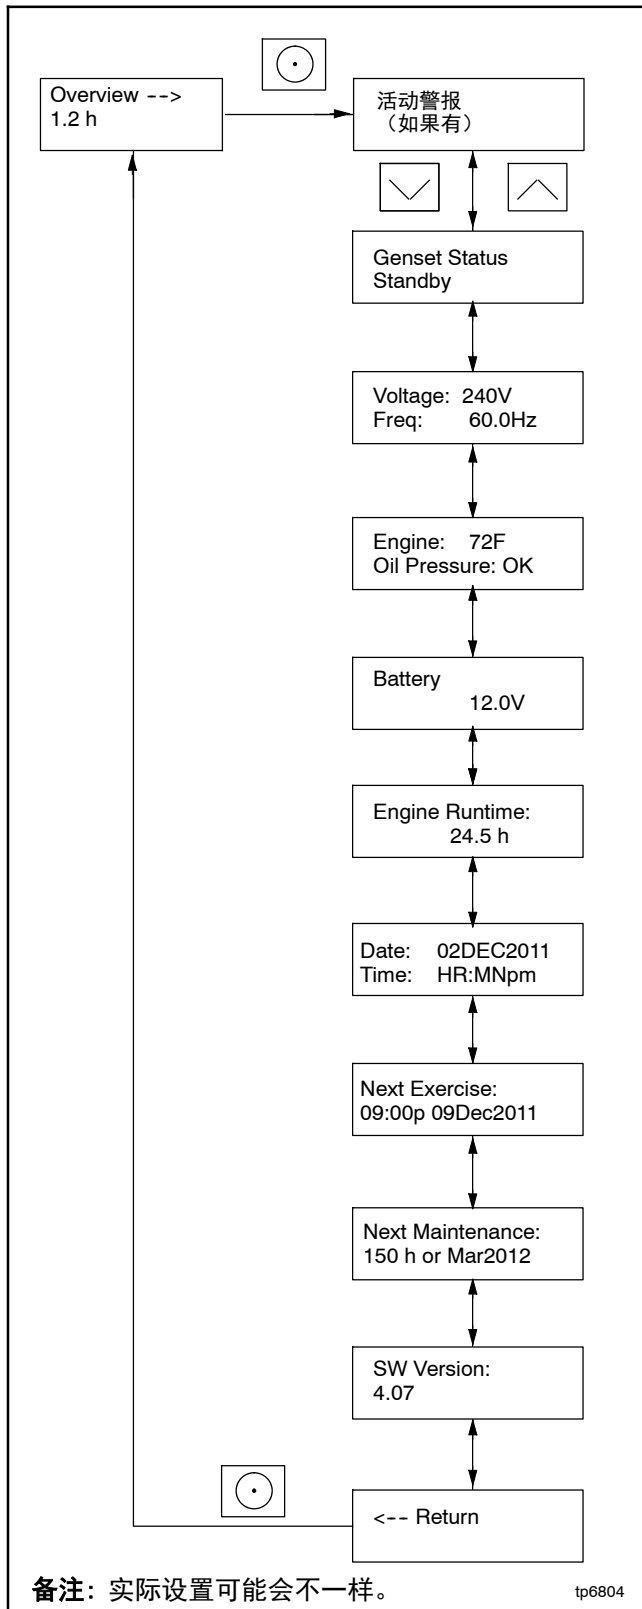 Overview -->
1.2 h
活动警报
（如果有）
Genset Status
Standby
Voltage: 240V
Freq: 60.0Hz
Engine: 72F
Oil Pressure: OK
Battery
12.0V
Engine Runtime:
24.5 h
Date: 02DEC2011
Time: HR:MNpm
Next Exercise:
09:00p 09Dec2011
Next Maintenance:
150 h or Mar2012
SW Version:
4.07
<-- Return
备注: 实际设置可能会不一样。
tp6804